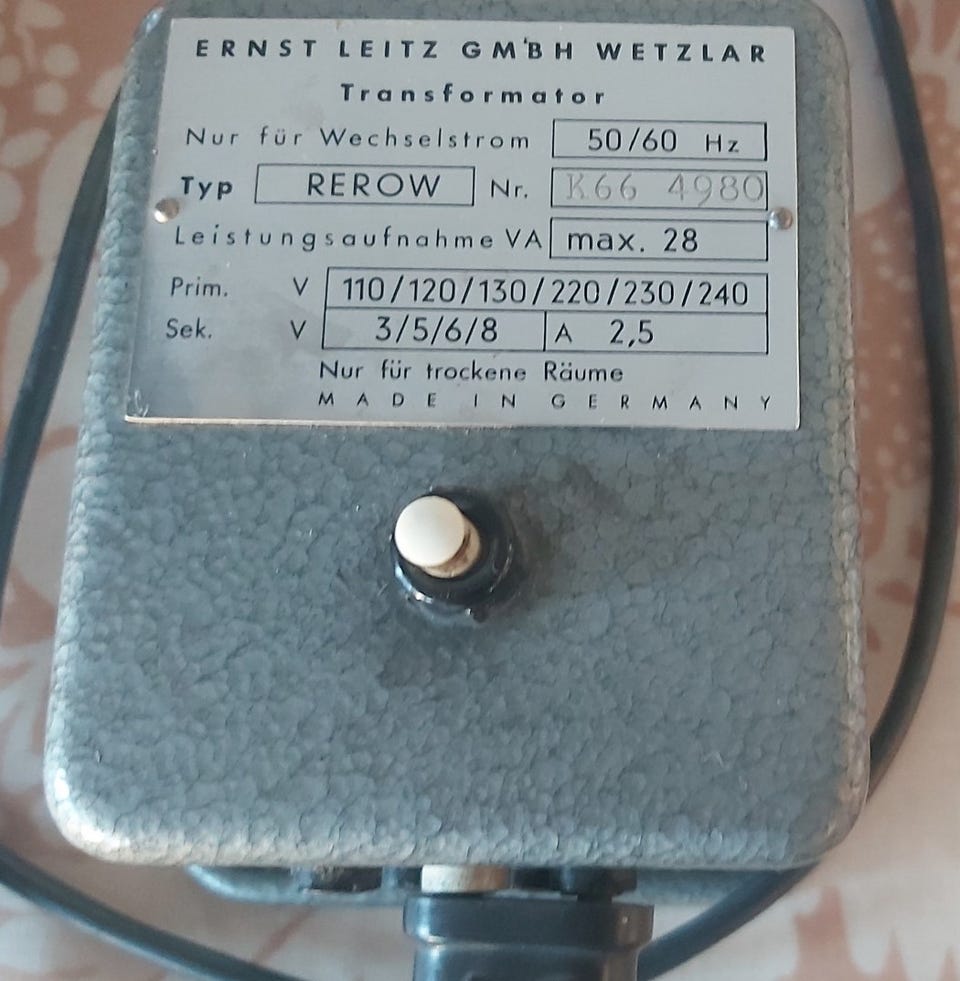 ERNST LEITZ GMBH WETZLAR
Transformator
Nur für Wechselstrom 50/60 Hz
Typ REROW Nr. K66 4980
Leistungsaufnahme VA max. 28
Prim. V 110/120/130/220/230/240
Sek. V 3/5/6/8 A 2,5
Nur für trockene Räume
MADE IN GERMANY